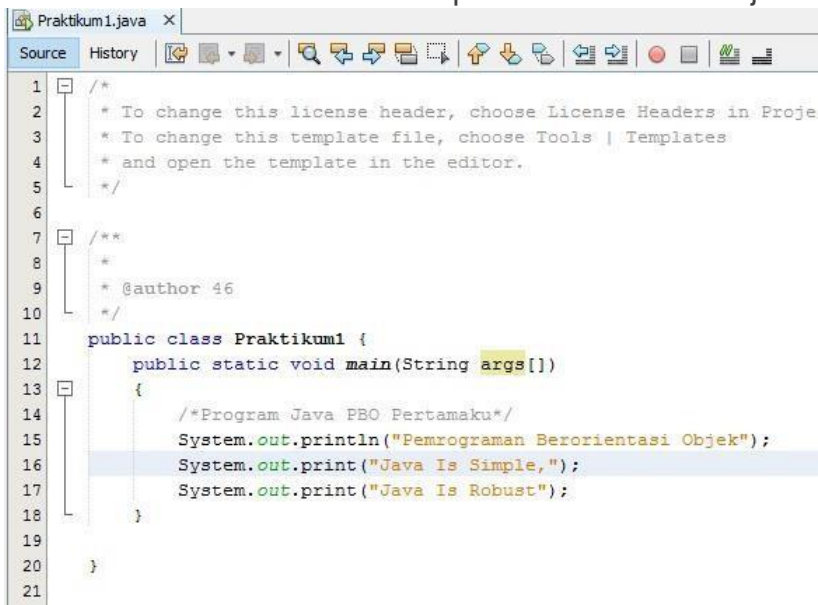 Praktikum1.java
Source History
1 /*
2 * To change this license header, choose License Headers in Proje
3 * To change this template file, choose Tools | Templates
4 * and open the template in the editor.
5 */
6
7 /**
8 *
9 * @author 46
10 */
11 public class Praktikum1 {
12 public static void main(String args[])
13 {
14 /*Program Java PBO Pertamaku*/
15 System.out.println("Pemrograman Berorientasi Objek");
16 System.out.print("Java Is Simple,");
17 System.out.print("Java Is Robust");
18 }
19
20 }
21